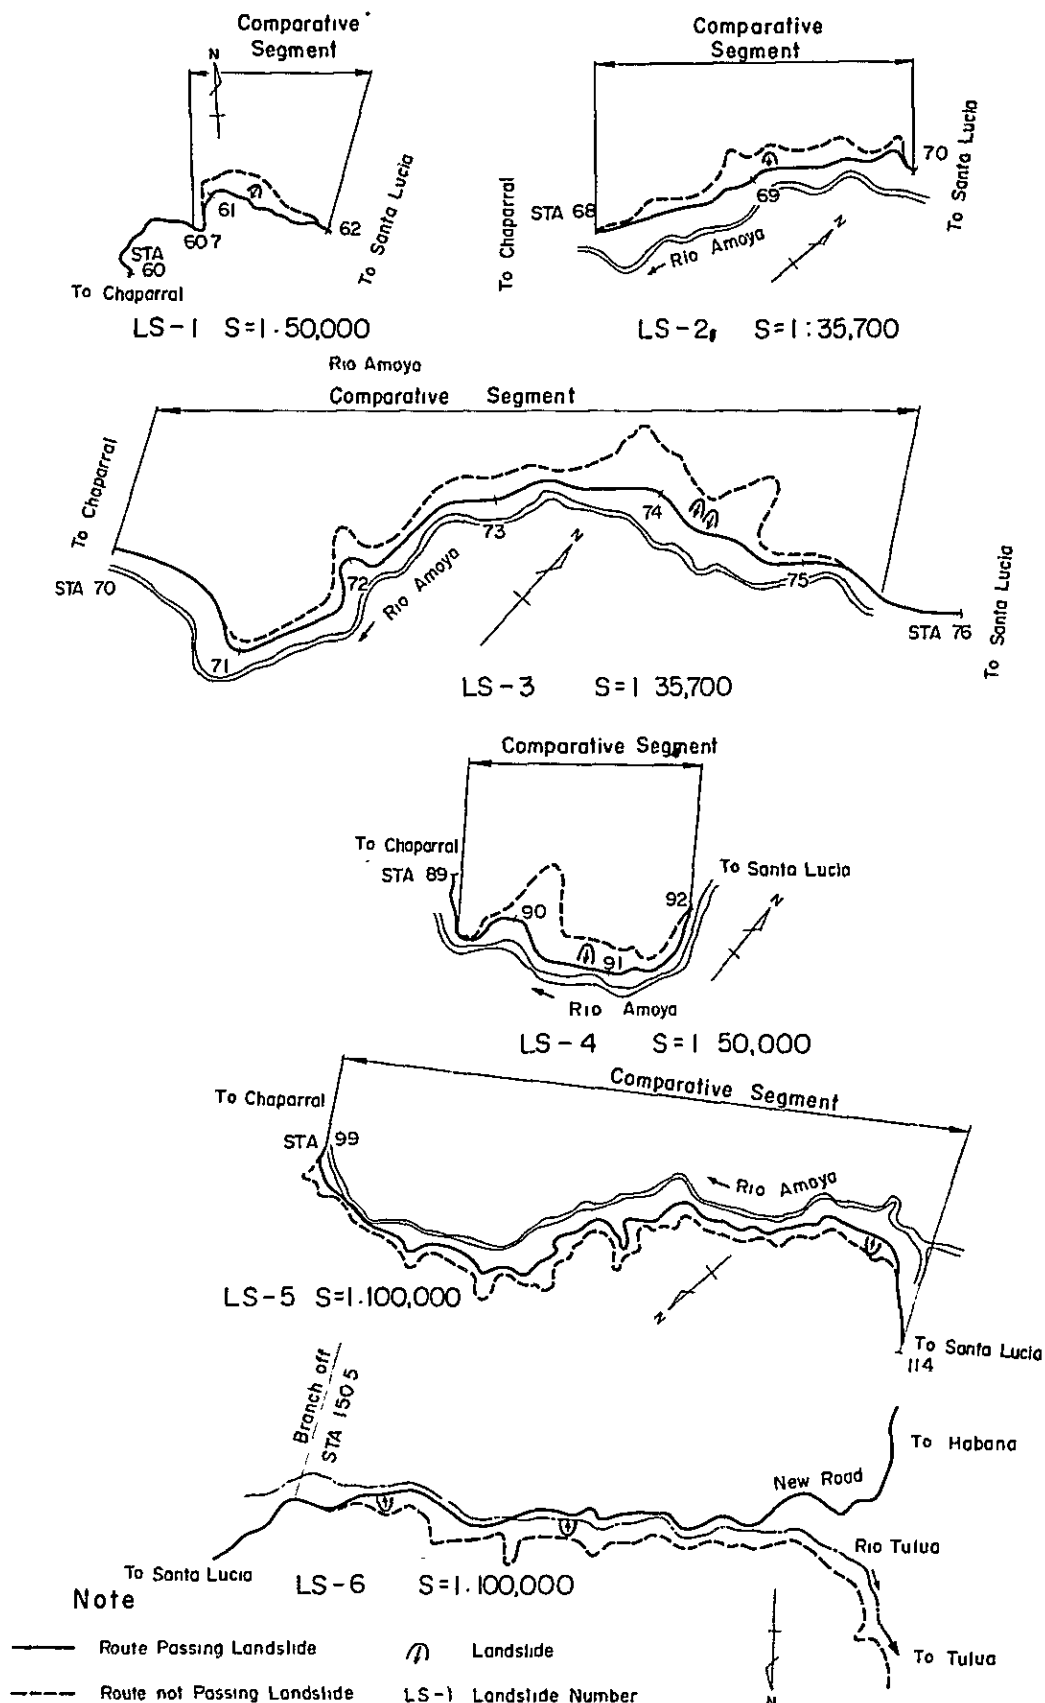 Comparative
Segment
N
61
607
62
STA
60
To Chaparral
To Santa Lucia
LS-1 S=1.50,000
Comparative
Segment
To Chaparral
STA 68
69
70
To Santa Lucia
Rio Amoya
N
LS-2, S=1:35,700
Rio Amoya
Comparative Segment
To Chaparral
STA 70
71
72
73
74
75
STA 76
Rio Amoya
N
To Santa Lucia
LS-3 S=1 35,700
Comparative Segment
To Chaparral
STA 89
90
91
92
To Santa Lucia
N
Rio Amoya
LS-4 S=1 50,000
Comparative Segment
To Chaparral
STA 99
Rio Amoya
N
LS-5 S=1.100,000
To Santa Lucia
114
Branch off
STA 150 5
To Habana
New Road
Rio Tulua
To Santa Lucia
LS-6 S=1.100,000
To Tulua
N
Note
Route Passing Landslide
Landslide
Route not Passing Landslide
LS-1 Landslide Number